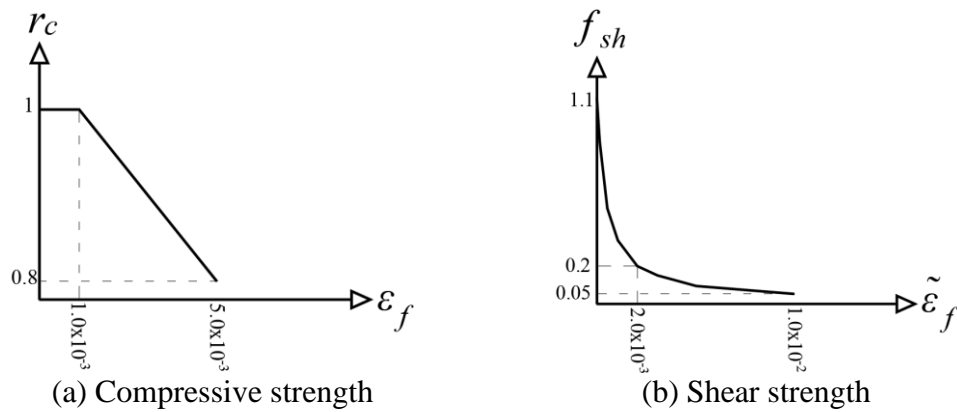 r_c
1
0.8
1.0x10⁻³
5.0x10⁻³
ε_f
(a) Compressive strength
f_sh
1.1
0.2
0.05
2.0x10⁻³
1.0x10⁻²
ε̃_f
(b) Shear strength